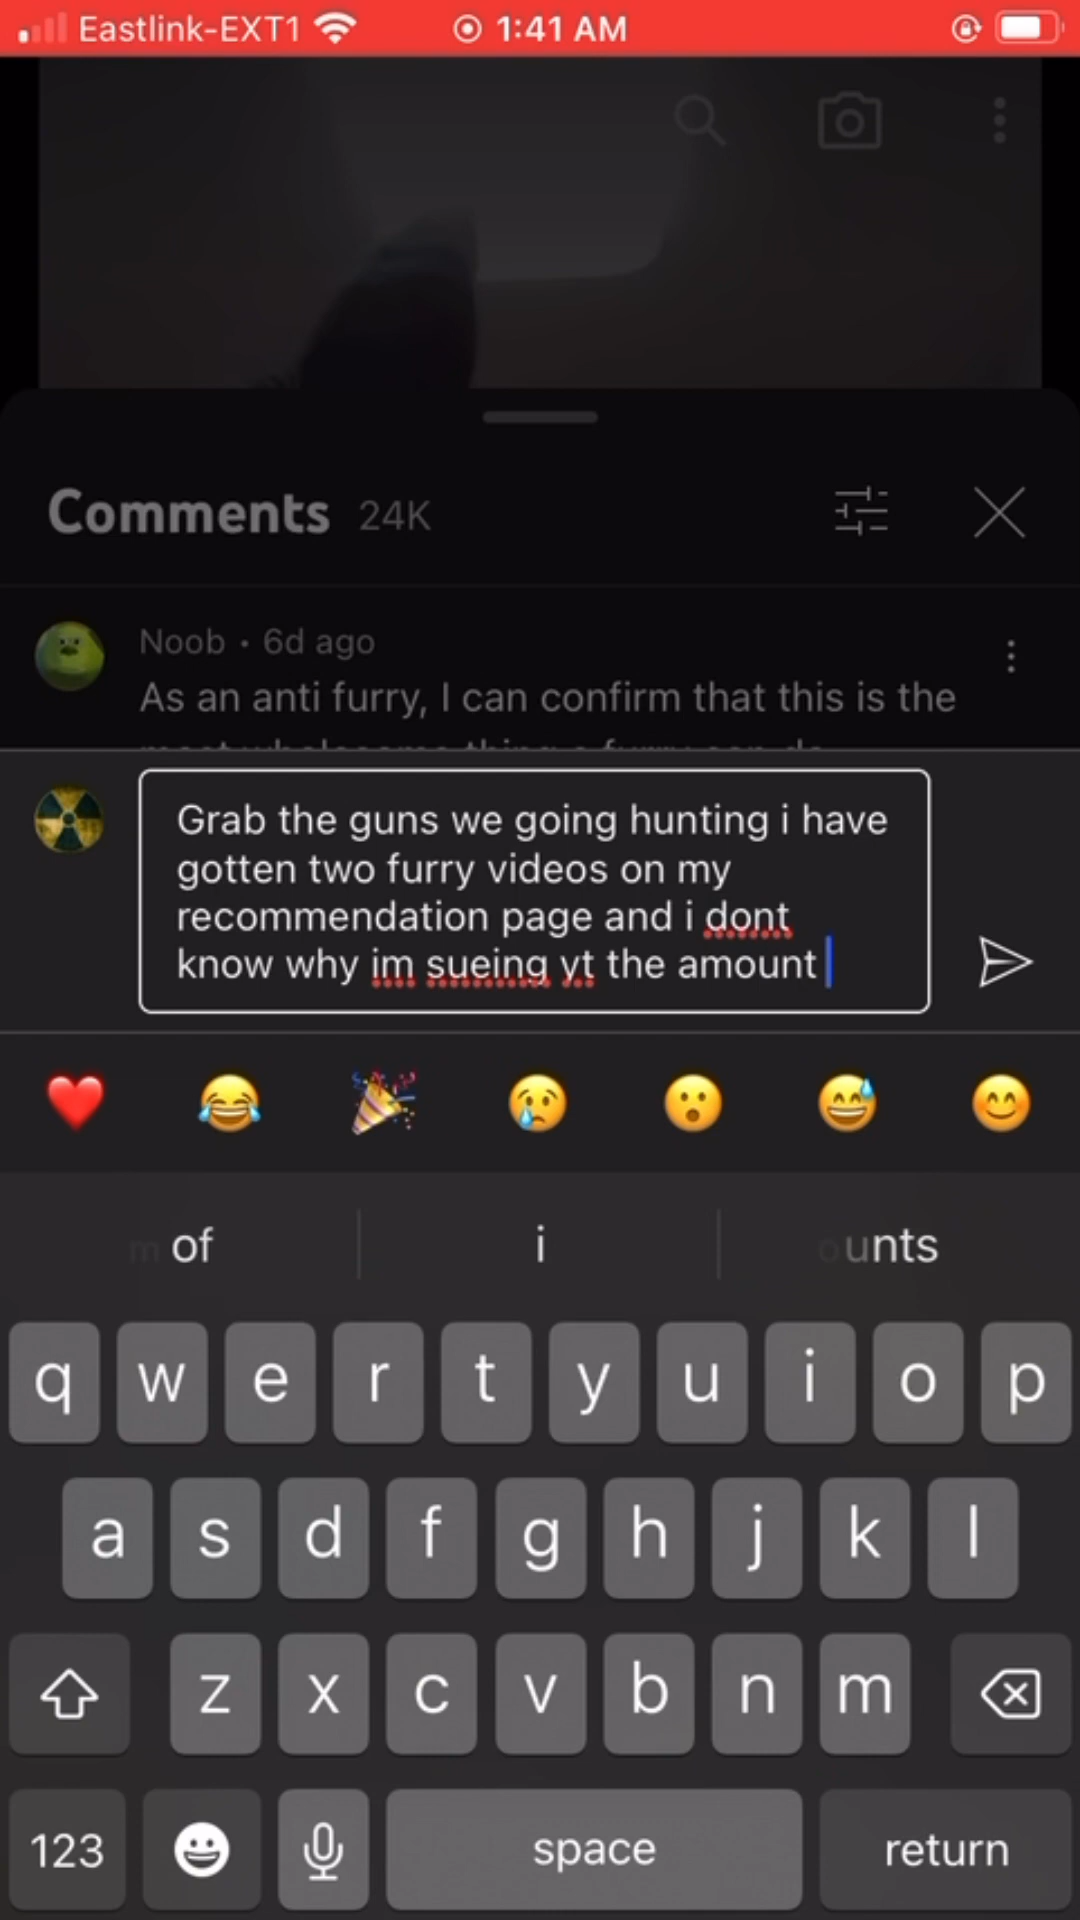 Eastlink-EXT1 1:41 AM
Comments 24K
Noob • 6d ago
As an anti furry, I can confirm that this is the
Grab the guns we going hunting i have
gotten two furry videos on my
recommendation page and i dont
know why im sueing yt the amount
of i unts
q w e r t y u i o p
a s d f g h j k l
z x c v b n m
123 space return